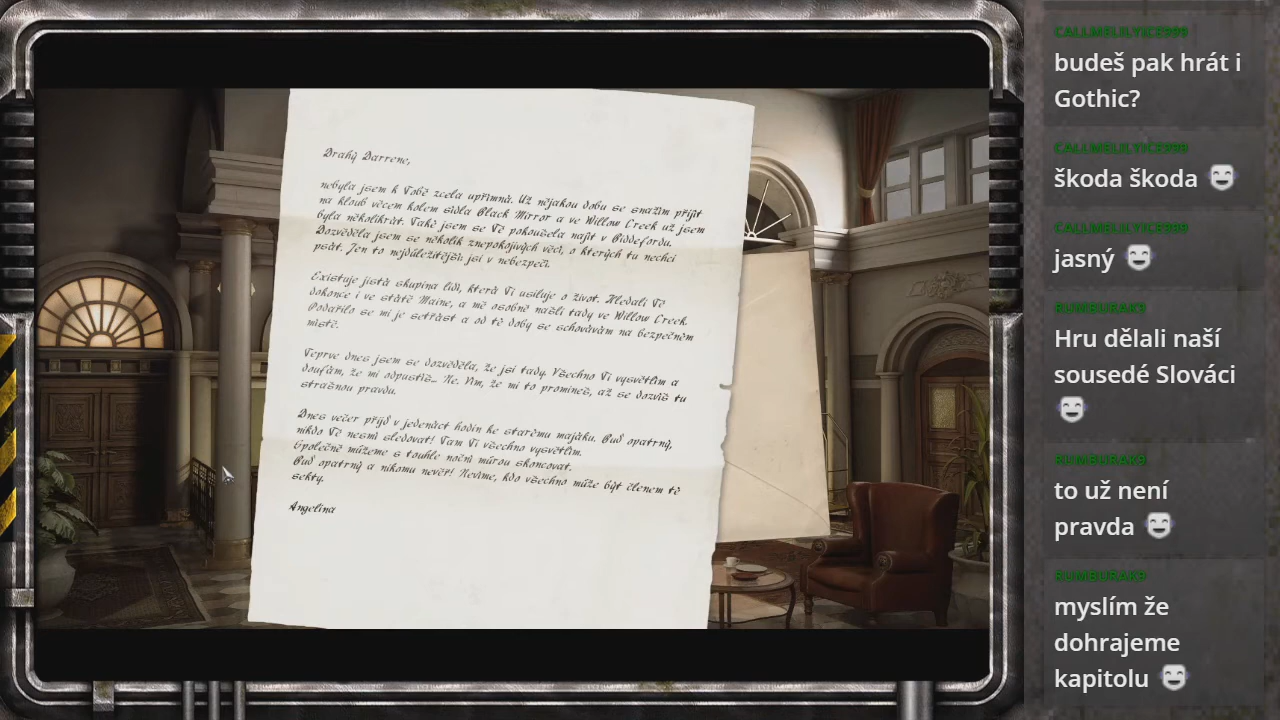 Drahý Darrene,
nebyla jsem k Tobě zcela upřímná. Už nějakou dobu se snažím přijít
na kloub věcem kolem sídla Black Mirror a ve Willow Creek už jsem
byla několikrát. Také jsem se Tě pokoušela najít v Biddefordu.
Dozvěděla jsem se několik znepokojivých věcí, o kterých tu nechci
psát. Jen to nejdůležitější: jsi v nebezpečí.
Existuje jistá skupina lidí, která Ti usiluje o život. Hledali Tě
dokonce i ve státě Maine, a mě osobně našli tady ve Willow Creek.
Podařilo se mi je setřást a od té doby se schovávám na bezpečném
místě.
Teprve dnes jsem se dozvěděla, že jsi tady. Všechno Ti vysvětlím a
doufám, že mi odpustíš... Ne. Vím, že mi to promineš, až se dozvíš tu
strašnou pravdu.
Dnes večer přijď v jedenáct hodin ke starému majáku. Buď opatrný,
nikdo Tě nesmí sledovat! Tam Ti všechno vysvětlím.
Společně můžeme s touhle noční můrou skoncovat.
Buď opatrný a nikomu nevěř! Nevíme, kdo všechno může být členem té
sekty.
Angelina
CALLMELILYICE999
budeš pak hrát i
Gothic?
CALLMELILYICE999
škoda škoda
CALLMELILYICE999
jasný
RUMBURAK9
Hru dělali naší
sousedé Slováci
RUMBURAK9
to už není
pravda
RUMBURAK9
myslím že
dohrajeme
kapitolu